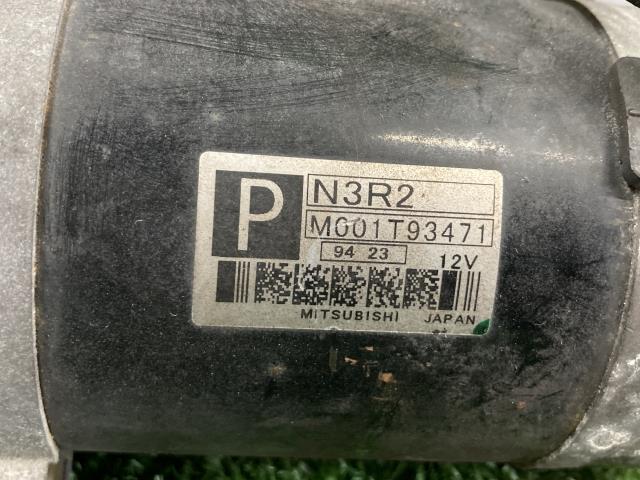 P
N3R2
M001T93471
94 23
12V
MITSUBISHI JAPAN